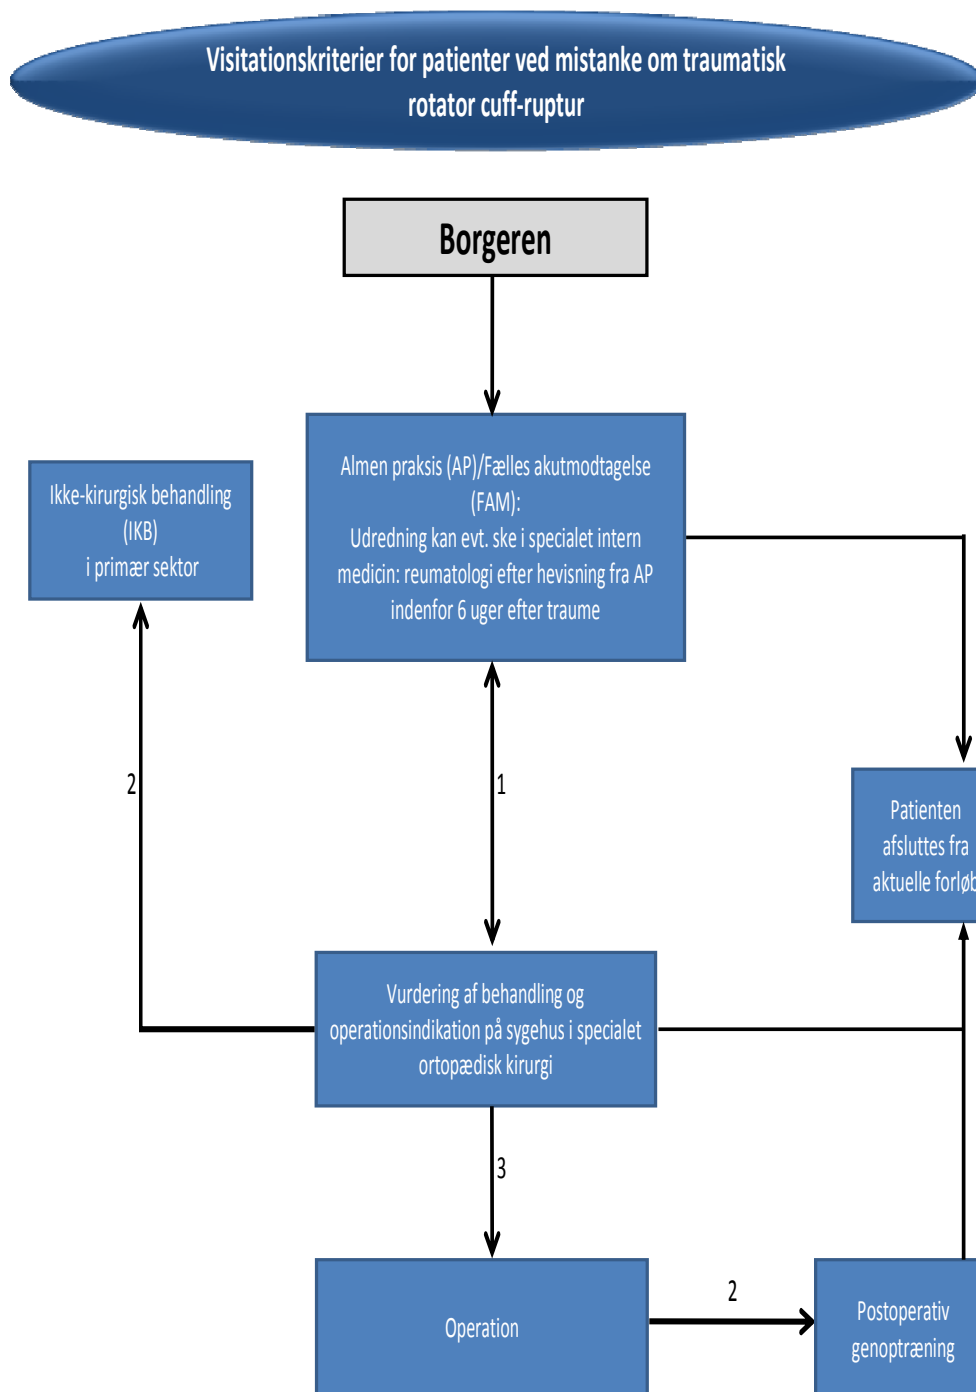 Visitationskriterier for patienter ved mistanke om traumatisk
rotator cuff-ruptur
Borgeren
Almen praksis (AP)/Fælles akutmodtagelse
(FAM):
Udredning kan evt. ske i specialet intern
medicin: reumatologi efter hevisning fra AP
indenfor 6 uger efter traume
Ikke-kirurgisk behandling
(IKB)
i primær sektor
2
1
Patienten
afsluttes fra
aktuelle forløb
Vurdering af behandling og
operationsindikation på sygehus i specialet
ortopædisk kirurgi
3
Operation
2
Postoperativ
genoptræning